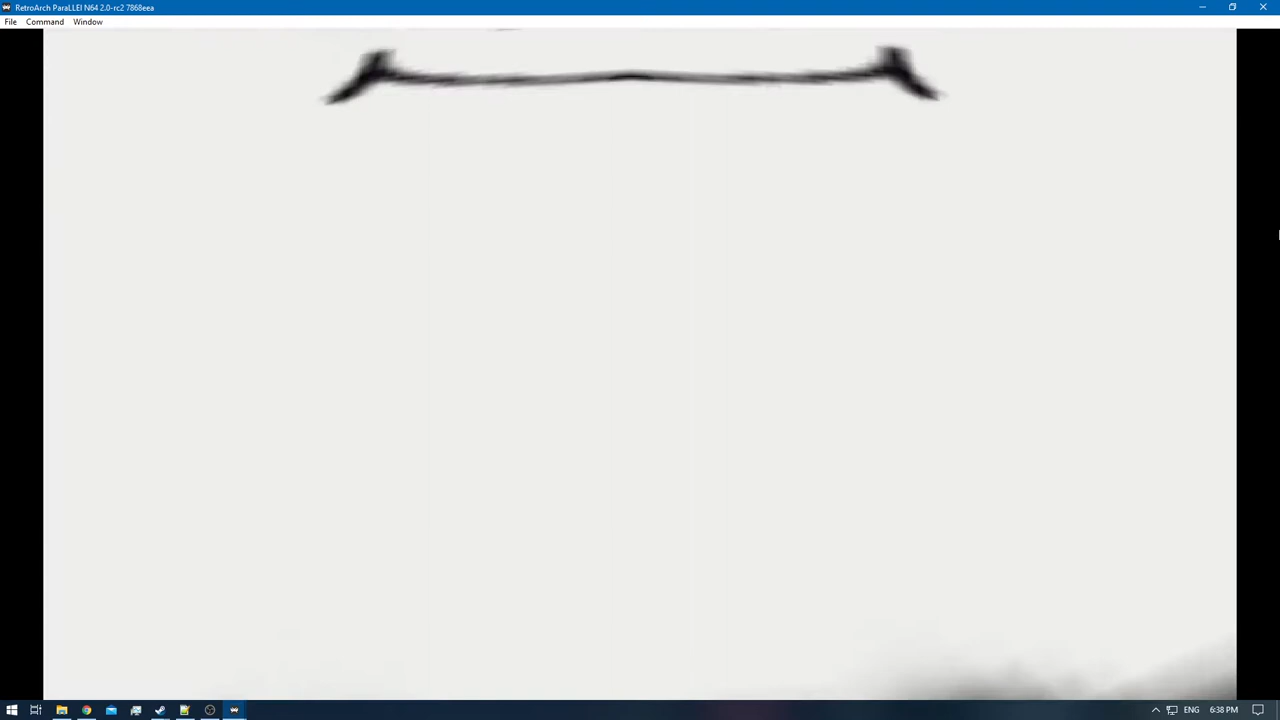 RetroArch ParaLLEl N64 2.0-rc2 7868eea
File Command Window
ENG 6:38 PM